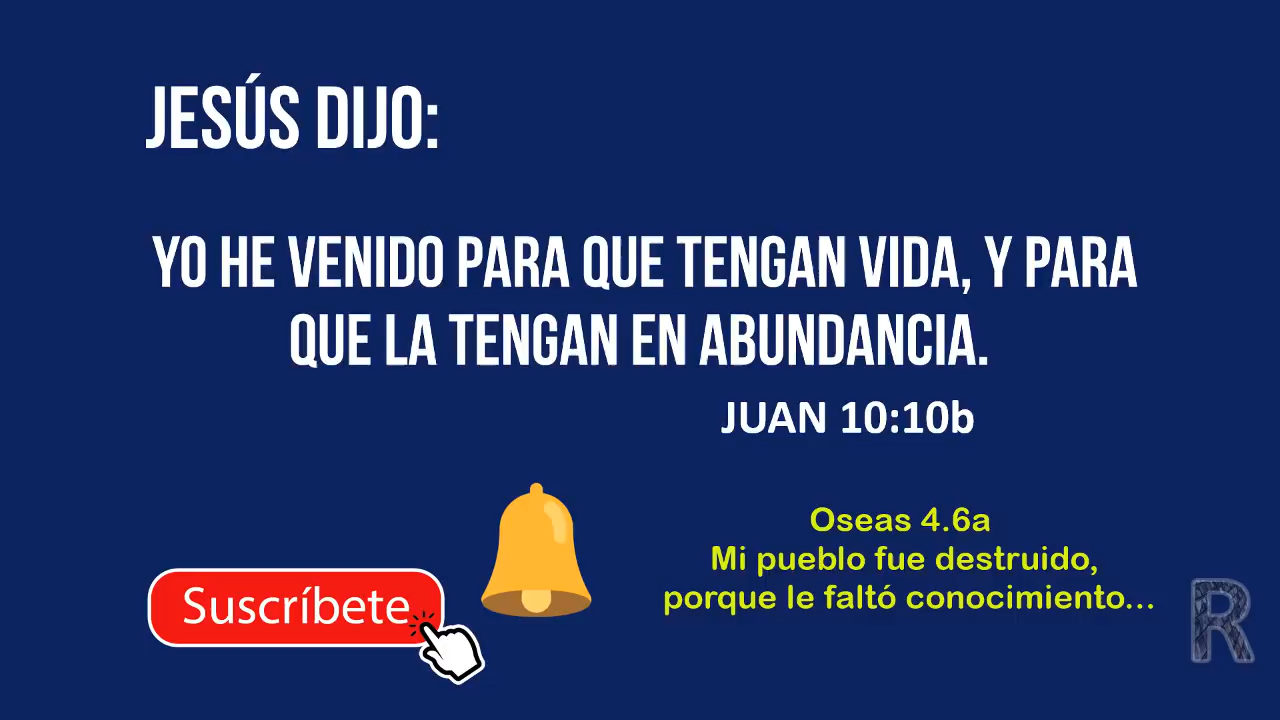 JESÚS DIJO:
YO HE VENIDO PARA QUE TENGAN VIDA, Y PARA
QUE LA TENGAN EN ABUNDANCIA.
JUAN 10:10b
Oseas 4.6a
Mi pueblo fue destruido,
porque le faltó conocimiento...
Suscríbete
R